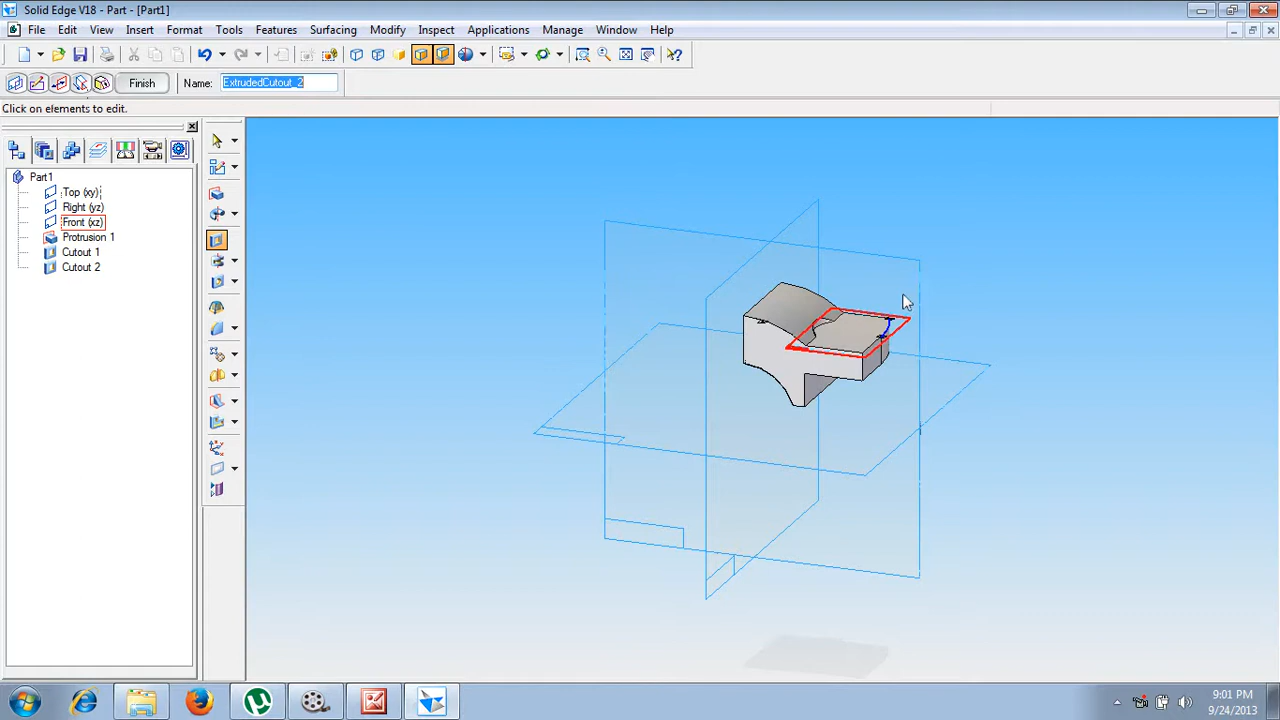 Solid Edge V18 - Part - [Part1]
File Edit View Insert Format Tools Features Surfacing Modify Inspect Applications Manage Window Help
Finish Name: ExtrudedCutout_2
Click on elements to edit.
Part1
Top (xy)
Right (yz)
Front (xz)
Protrusion 1
Cutout 1
Cutout 2
9:01 PM
9/24/2013